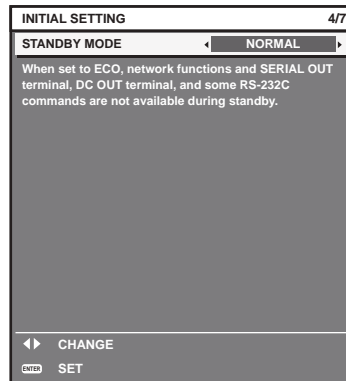 INITIAL SETTING 4/7
STANDBY MODE NORMAL
When set to ECO, network functions and SERIAL OUT
terminal, DC OUT terminal, and some RS-232C
commands are not available during standby.
CHANGE
ENTER SET